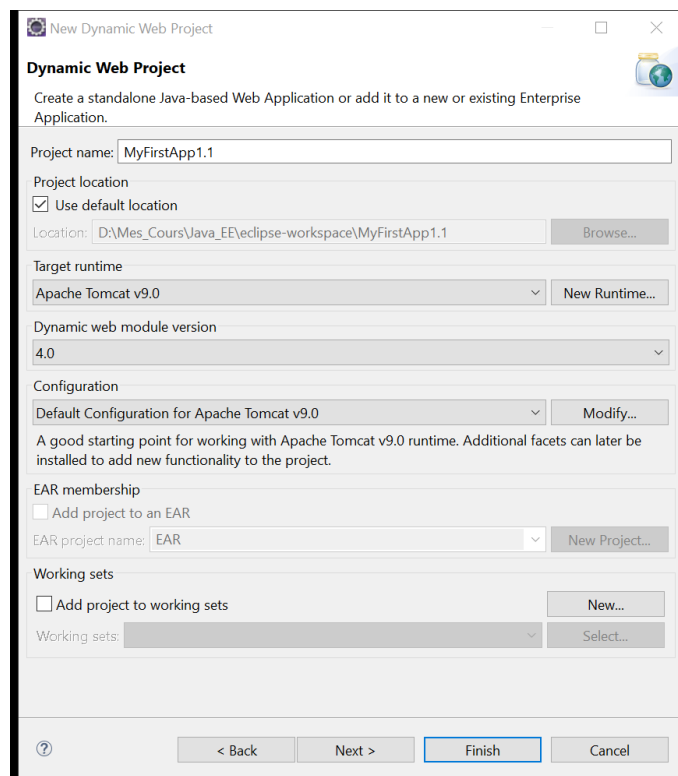 New Dynamic Web Project
Dynamic Web Project
Create a standalone Java-based Web Application or add it to a new or existing Enterprise
Application.
Project name: MyFirstApp1.1
Project location
Use default location
Location: D:\Mes_Cours\Java_EE\eclipse-workspace\MyFirstApp1.1 Browse...
Target runtime
Apache Tomcat v9.0 New Runtime...
Dynamic web module version
4.0
Configuration
Default Configuration for Apache Tomcat v9.0 Modify...
A good starting point for working with Apache Tomcat v9.0 runtime. Additional facets can later be
installed to add new functionality to the project.
EAR membership
Add project to an EAR
EAR project name: EAR New Project...
Working sets
Add project to working sets New...
Working sets: Select...
? < Back Next > Finish Cancel